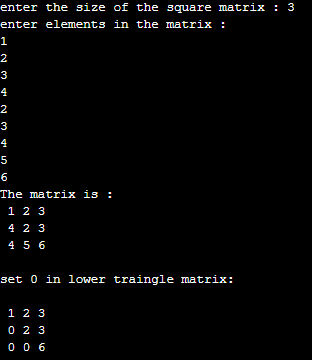 enter the size of the square matrix : 3
enter elements in the matrix :
1
2
3
4
2
3
4
5
6
The matrix is :
1 2 3
4 2 3
4 5 6
set 0 in lower traingle matrix:
1 2 3
0 2 3
0 0 6